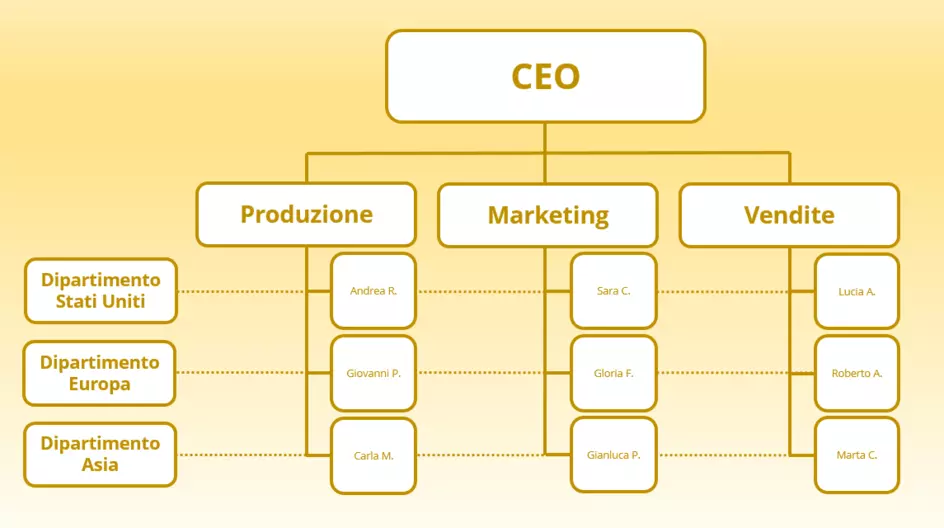 CEO
Produzione
Marketing
Vendite
Dipartimento
Stati Uniti
Andrea R.
Sara C.
Lucia A.
Dipartimento
Europa
Giovanni P.
Gloria F.
Roberto A.
Dipartimento
Asia
Carla M.
Gianluca P.
Marta C.